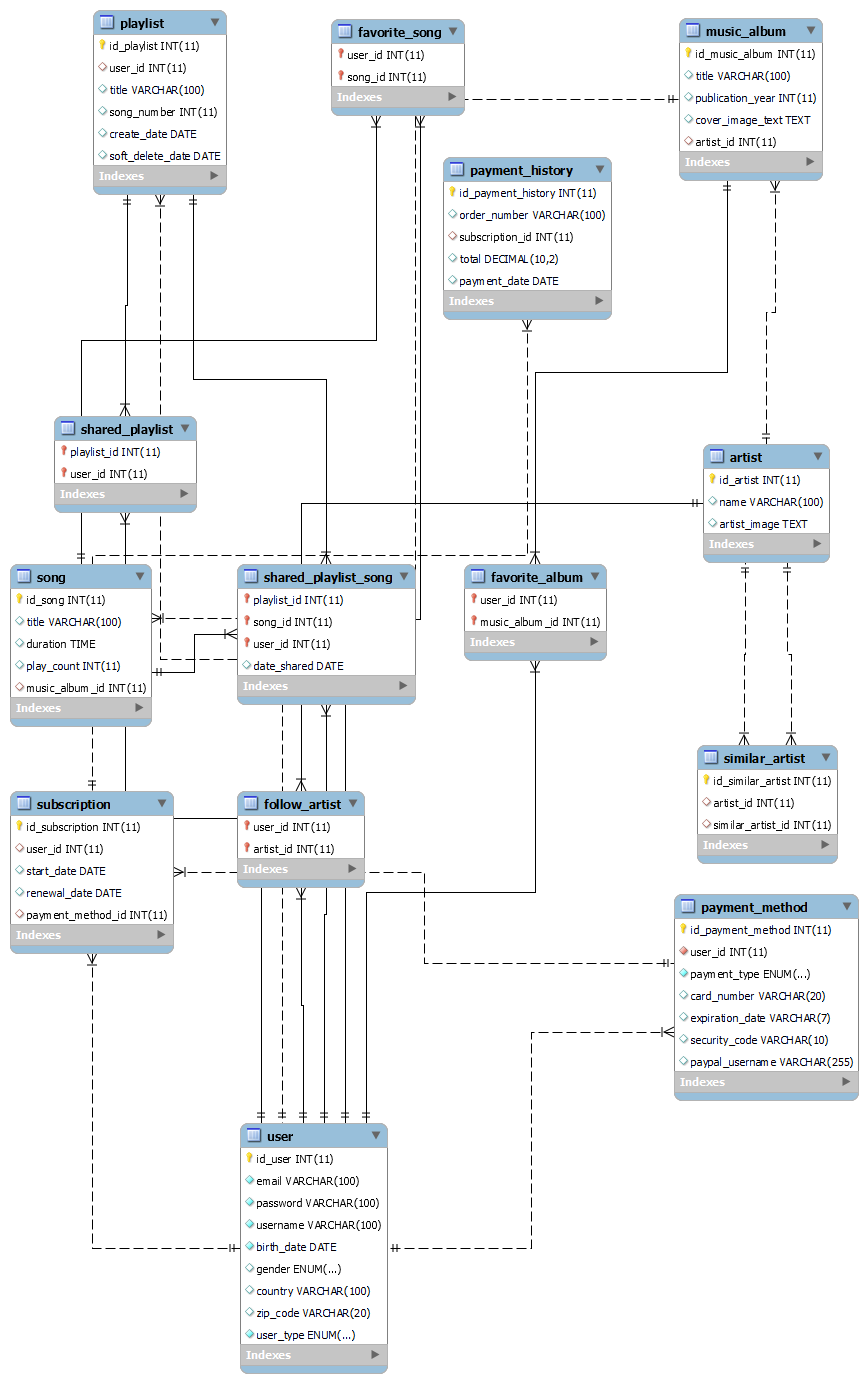 playlist
id_playlist INT(11)
user_id INT(11)
title VARCHAR(100)
song_number INT(11)
create_date DATE
soft_delete_date DATE
Indexes
favorite_song
user_id INT(11)
song_id INT(11)
Indexes
music_album
id_music_album INT(11)
title VARCHAR(100)
publication_year INT(11)
cover_image_text TEXT
artist_id INT(11)
Indexes
payment_history
id_payment_history INT(11)
order_number VARCHAR(100)
subscription_id INT(11)
total DECIMAL(10,2)
payment_date DATE
Indexes
shared_playlist
playlist_id INT(11)
user_id INT(11)
Indexes
artist
id_artist INT(11)
name VARCHAR(100)
artist_image TEXT
Indexes
song
id_song INT(11)
title VARCHAR(100)
duration TIME
play_count INT(11)
music_album_id INT(11)
Indexes
shared_playlist_song
playlist_id INT(11)
song_id INT(11)
user_id INT(11)
date_shared DATE
Indexes
favorite_album
user_id INT(11)
music_album_id INT(11)
Indexes
similar_artist
id_similar_artist INT(11)
artist_id INT(11)
similar_artist_id INT(11)
Indexes
subscription
id_subscription INT(11)
user_id INT(11)
start_date DATE
renewal_date DATE
payment_method_id INT(11)
Indexes
follow_artist
user_id INT(11)
artist_id INT(11)
Indexes
payment_method
id_payment_method INT(11)
user_id INT(11)
payment_type ENUM(...)
card_number VARCHAR(20)
expiration_date VARCHAR(7)
security_code VARCHAR(10)
paypal_username VARCHAR(255)
Indexes
user
id_user INT(11)
email VARCHAR(100)
password VARCHAR(100)
username VARCHAR(100)
birth_date DATE
gender ENUM(...)
country VARCHAR(100)
zip_code VARCHAR(20)
user_type ENUM(...)
Indexes